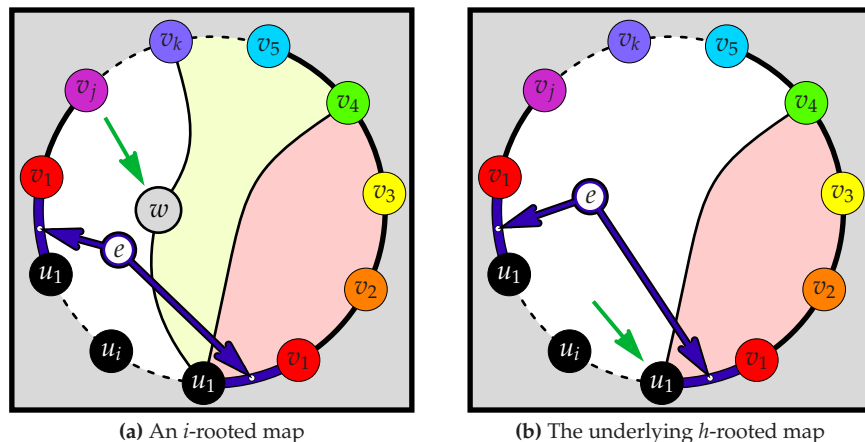 v_k v_5
v_j v_4
v_1 w v_3
e
u_1 v_2
u_i v_1
u_1
(a) An i-rooted map
v_k v_5
v_j v_4
v_1 e v_3
u_1 v_2
u_i v_1
u_1
(b) The underlying h-rooted map